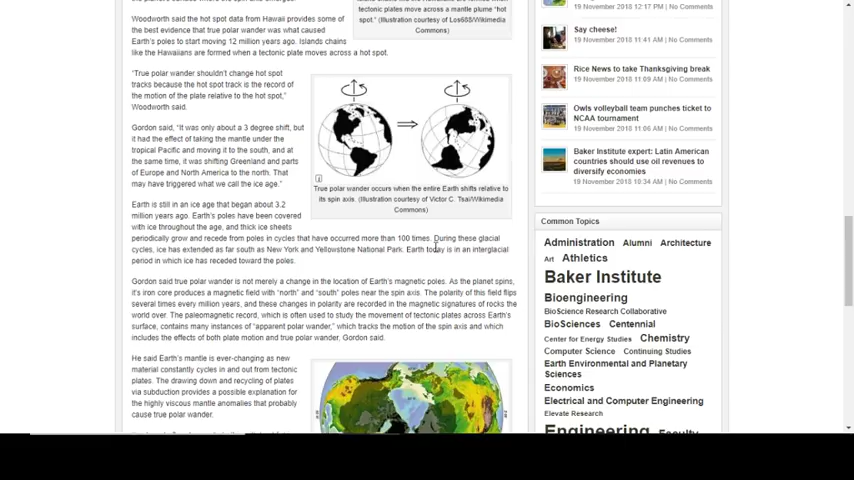 tectonic plates move across a mantle plume "hot
spot." (Illustration courtesy of Los688/Wikimedia
Commons)
Woodworth said the hot spot data from Hawaii provides some of
the best evidence that true polar wander was what caused
Earth's poles to start moving 12 million years ago. Islands chains
like the Hawaiians are formed when a tectonic plate moves across a hot spot.
"True polar wander shouldn't change hot spot
tracks because the hot spot track is the record of
the motion of the plate relative to the hot spot,"
Woodworth said.
Gordon said, "It was only about a 3 degree shift, but
it had the effect of taking the mantle under the
tropical Pacific and moving it to the south, and at
the same time, it was shifting Greenland and parts
of Europe and North America to the north. That
may have triggered what we call the ice age."
True polar wander occurs when the entire Earth shifts relative to
its spin axis. (Illustration courtesy of Victor C. Tsai/Wikimedia
Commons)
Earth is still in an ice age that began about 3.2
million years ago. Earth's poles have been covered
with ice throughout the age, and thick ice sheets
periodically grow and recede from poles in cycles that have occurred more than 100 times. During these glacial
cycles, ice has extended as far south as New York and Yellowstone National Park. Earth today is in an interglacial
period in which ice has receded toward the poles.
Gordon said true polar wander is not merely a change in the location of Earth's magnetic poles. As the planet spins,
it's iron core produces a magnetic field with "north" and "south" poles near the spin axis. The polarity of this field flips
several times every million years, and these changes in polarity are recorded in the magnetic signatures of rocks the
world over. The paleomagnetic record, which is often used to study the movement of tectonic plates across Earth's
surface, contains many instances of "apparent polar wander," which tracks the motion of the spin axis and which
includes the effects of both plate motion and true polar wander, Gordon said.
He said Earth's mantle is ever-changing as new
material constantly cycles in and out from tectonic
plates. The drawing down and recycling of plates
via subduction provides a possible explanation for
the highly viscous mantle anomalies that probably
cause true polar wander.
19 November 2018 12:17 PM | No Comments
Say cheese!
19 November 2018 11:41 AM | No Comments
Rice News to take Thanksgiving break
19 November 2018 11:09 AM | No Comments
Owls volleyball team punches ticket to
NCAA tournament
19 November 2018 11:06 AM | No Comments
Baker Institute expert: Latin American
countries should use oil revenues to
diversify economies
19 November 2018 10:34 AM | No Comments
Common Topics
Administration Alumni Architecture
Art Athletics
Baker Institute
Bioengineering
BioScience Research Collaborative
BioSciences Centennial
Center for Energy Studies Chemistry
Computer Science Continuing Studies
Earth Environmental and Planetary
Sciences
Economics
Electrical and Computer Engineering
Elevate Research
Engineering Faculty